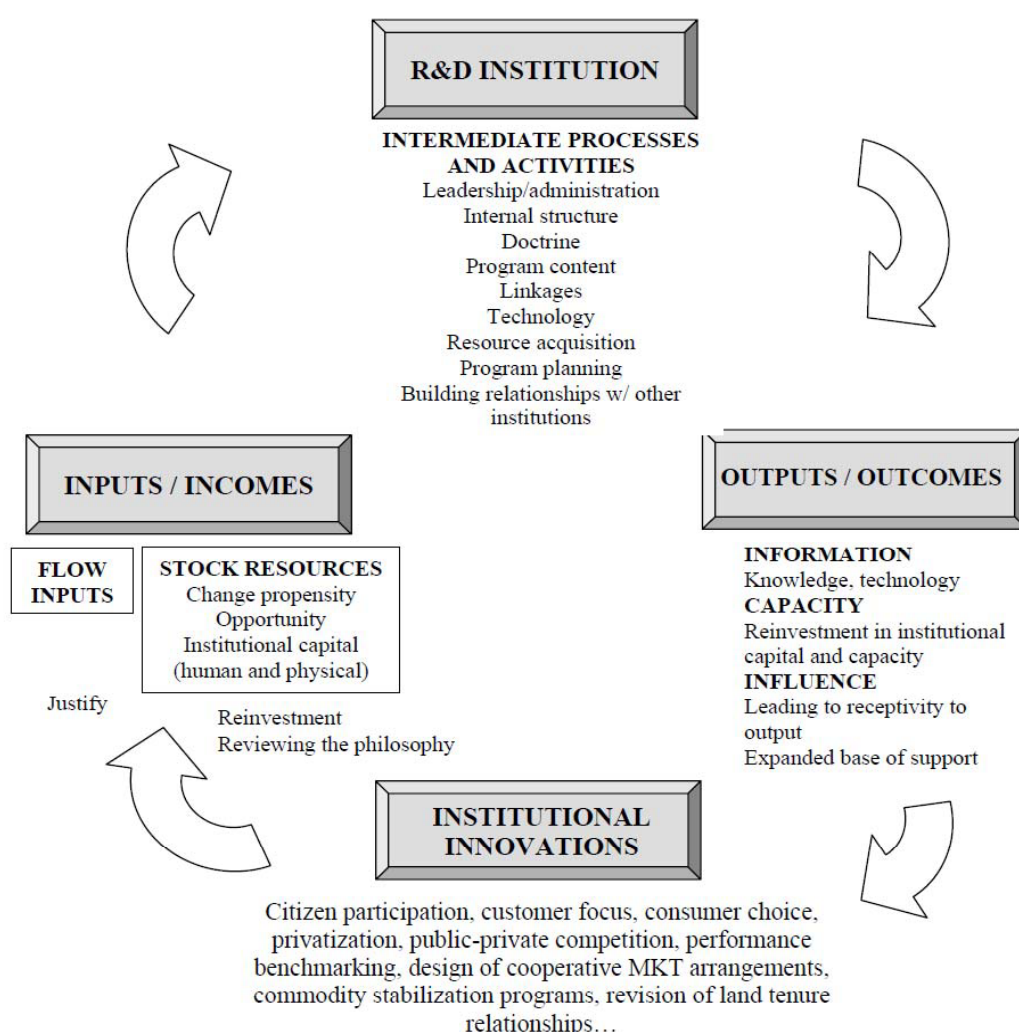 R&D INSTITUTION
INTERMEDIATE PROCESSES
AND ACTIVITIES
Leadership/administration
Internal structure
Doctrine
Program content
Linkages
Technology
Resource acquisition
Program planning
Building relationships w/ other
institutions
INPUTS / INCOMES
FLOW
INPUTS
STOCK RESOURCES
Change propensity
Opportunity
Institutional capital
(human and physical)
Justify
Reinvestment
Reviewing the philosophy
OUTPUTS / OUTCOMES
INFORMATION
Knowledge, technology
CAPACITY
Reinvestment in institutional
capital and capacity
INFLUENCE
Leading to receptivity to
output
Expanded base of support
INSTITUTIONAL
INNOVATIONS
Citizen participation, customer focus, consumer choice,
privatization, public-private competition, performance
benchmarking, design of cooperative MKT arrangements,
commodity stabilization programs, revision of land tenure
relationships…